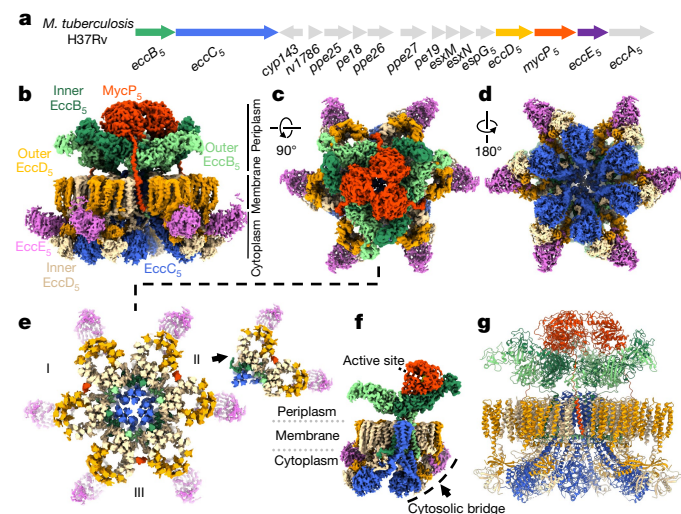 a
M. tuberculosis
H37Rv
eccB5
eccC5
cyp143
rv1786
ppe25
pe18
ppe26
ppe27
pe19
esxM
esxN
espG5
eccD5
mycP5
eccE5
eccA5
b
Inner
EccB5
MycP5
Outer
EccD5
Outer
EccB5
EccE5
Inner
EccD5
EccC5
Periplasm
Membrane
Cytoplasm
c
90°
d
180°
e
I
II
III
f
Active site
Periplasm
Membrane
Cytoplasm
Cytosolic bridge
g